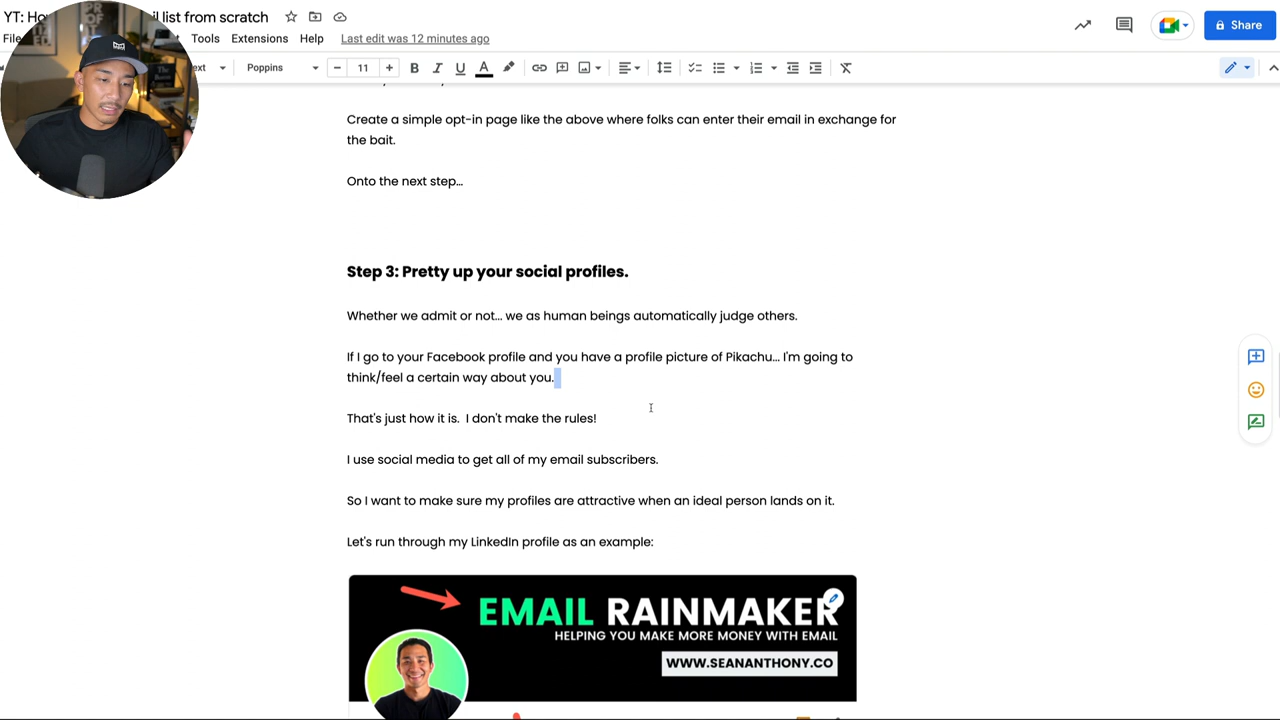 YT: Ho
il list from scratch
File
Tools
Extensions
Help
Last edit was 12 minutes ago
Share
ext
Poppins
11
B
I
U
A
Create a simple opt-in page like the above where folks can enter their email in exchange for
the bait.
Onto the next step...
Step 3: Pretty up your social profiles.
Whether we admit or not... we as human beings automatically judge others.
If I go to your Facebook profile and you have a profile picture of Pikachu... I'm going to
think/feel a certain way about you.
That's just how it is.  I don't make the rules!
I use social media to get all of my email subscribers.
So I want to make sure my profiles are attractive when an ideal person lands on it.
Let's run through my LinkedIn profile as an example:
EMAIL RAINMAKER
HELPING YOU MAKE MORE MONEY WITH EMAIL
WWW.SEANANTHONY.CO